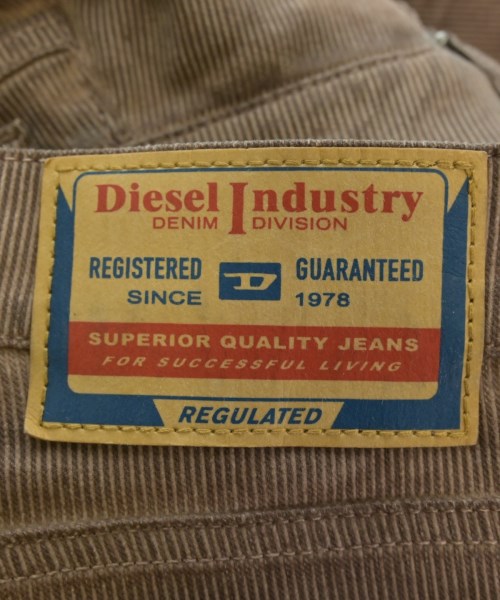 Diesel Industry
DENIM DIVISION
REGISTERED D GUARANTEED
SINCE 1978
SUPERIOR QUALITY JEANS
FOR SUCCESSFUL LIVING
REGULATED